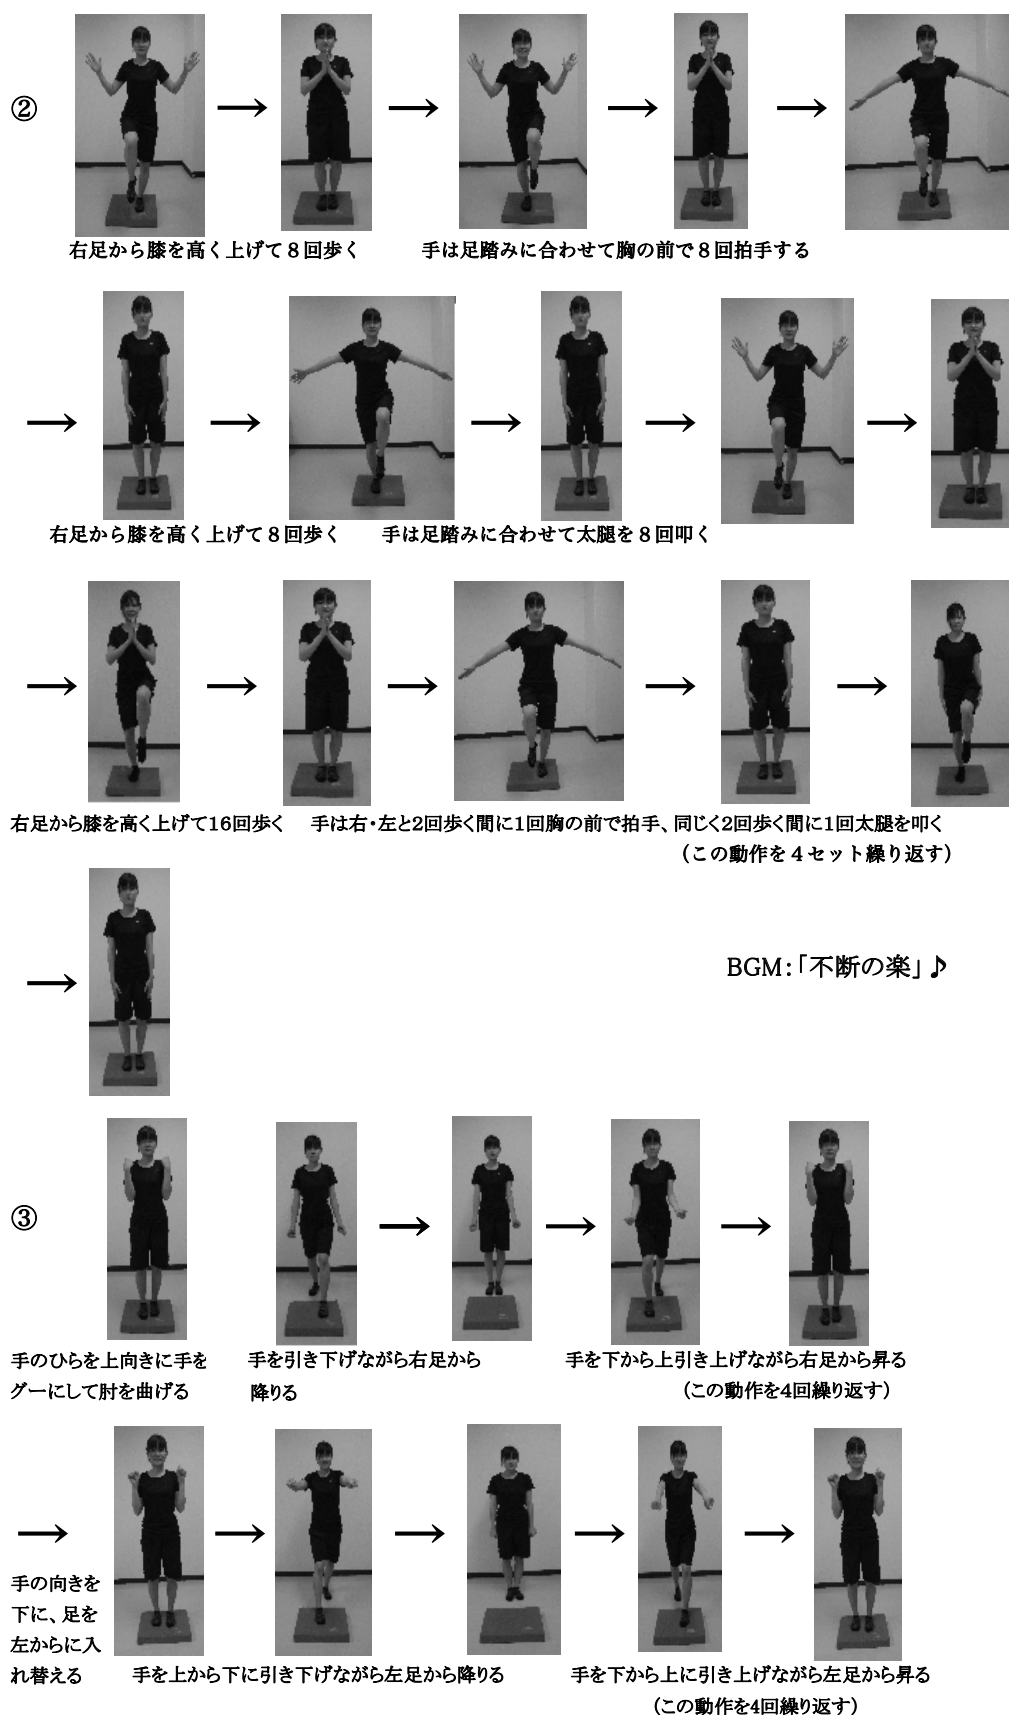 ②
右足から膝を高く上げて８回歩く　手は足踏みに合わせて胸の前で８回拍手する
右足から膝を高く上げて８回歩く　手は足踏みに合わせて太腿を８回叩く
右足から膝を高く上げて16回歩く　手は右・左と2回歩く間に1回胸の前で拍手、同じく2回歩く間に1回太腿を叩く
（この動作を４セット繰り返す）
BGM：「不断の楽」♪
③
手のひらを上向きに手を
グーにして肘を曲げる
手を引き下げながら右足から
降りる
手を下から上引き上げながら右足から昇る
（この動作を4回繰り返す）
手の向きを
下に、足を
左からに入
れ替える
手を上から下に引き下げながら左足から降りる
手を下から上に引き上げながら左足から昇る
（この動作を4回繰り返す）